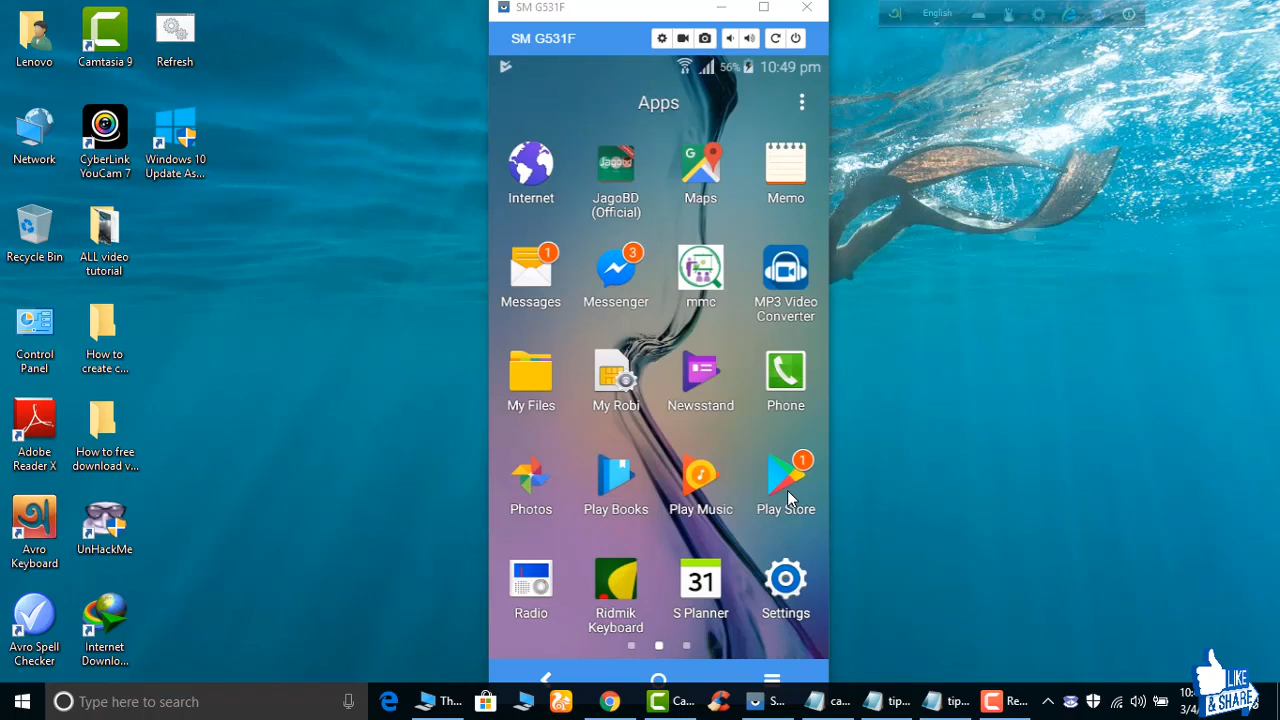 SM G531F
SM G531F
English
56%
10:49 pm
Apps
Lenovo
Camtasia 9
Refresh
Network
CyberLink
YouCam 7
Windows 10
Update As...
Recycle Bin
ALL video
tutorial
Control
Panel
How to
create c...
Adobe
Reader X
How to free
download v...
Avro
Keyboard
UnHackMe
Avro Spell
Checker
Internet
Downlo...
Internet
JagoBD
JagoBD
(Official)
Maps
Memo
1
Messages
3
Messenger
mmc
MP3 Video
Converter
My Files
My Robi
Newsstand
Phone
Photos
Play Books
Play Music
1
Play Store
Radio
Ridmik
Keyboard
31
S Planner
Settings
Type here to search
Th...
Ca...
S...
ca...
tip...
tip...
Re...
LIKE
& SHARE